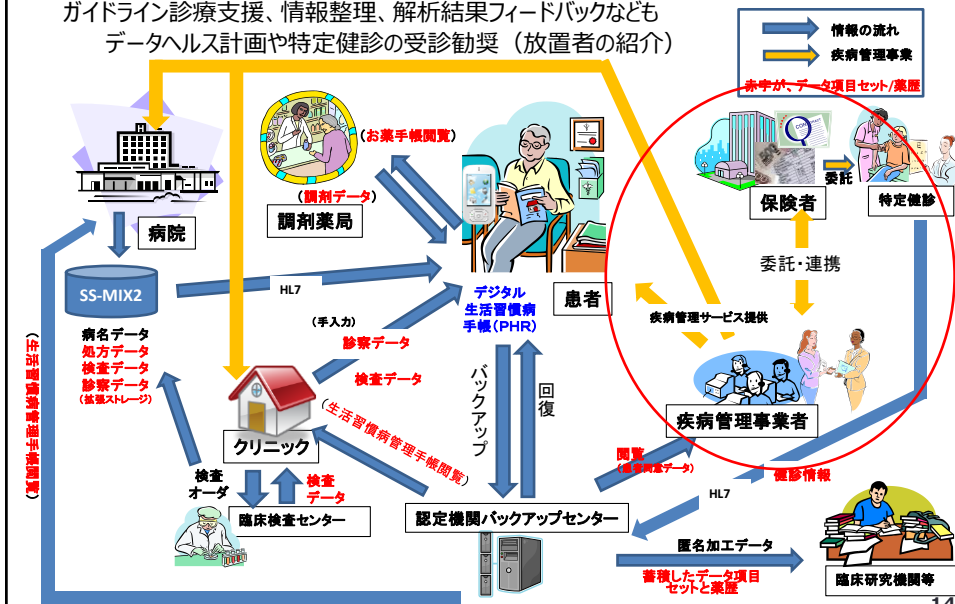 ガイドライン診療支援、情報整理、解析結果フィードバックなども
データヘルス計画や特定健診の受診勧奨（放置者の紹介）
情報の流れ
疾病管理事業
赤字が、データ項目セット/薬歴
(お薬手帳閲覧)
(調剤データ)
調剤薬局
病院
保険者
委託
特定健診
委託・連携
SS-MIX2
HL7
デジタル
生活習慣病
手帳(PHR)
患者
疾病管理サービス提供
病名データ
処方データ
検査データ
診察データ
(拡張ストレージ)
(手入力)
診察データ
検査データ
(生活習慣病管理手帳閲覧)
バックアップ
回復
疾病管理事業者
クリニック
(生活習慣病管理手帳閲覧)
閲覧
健診情報
検査
オーダ
検査
データ
臨床検査センター
認定機関バックアップセンター
HL7
匿名加工データ
蓄積したデータ項目
セットと薬歴
臨床研究機関等
14